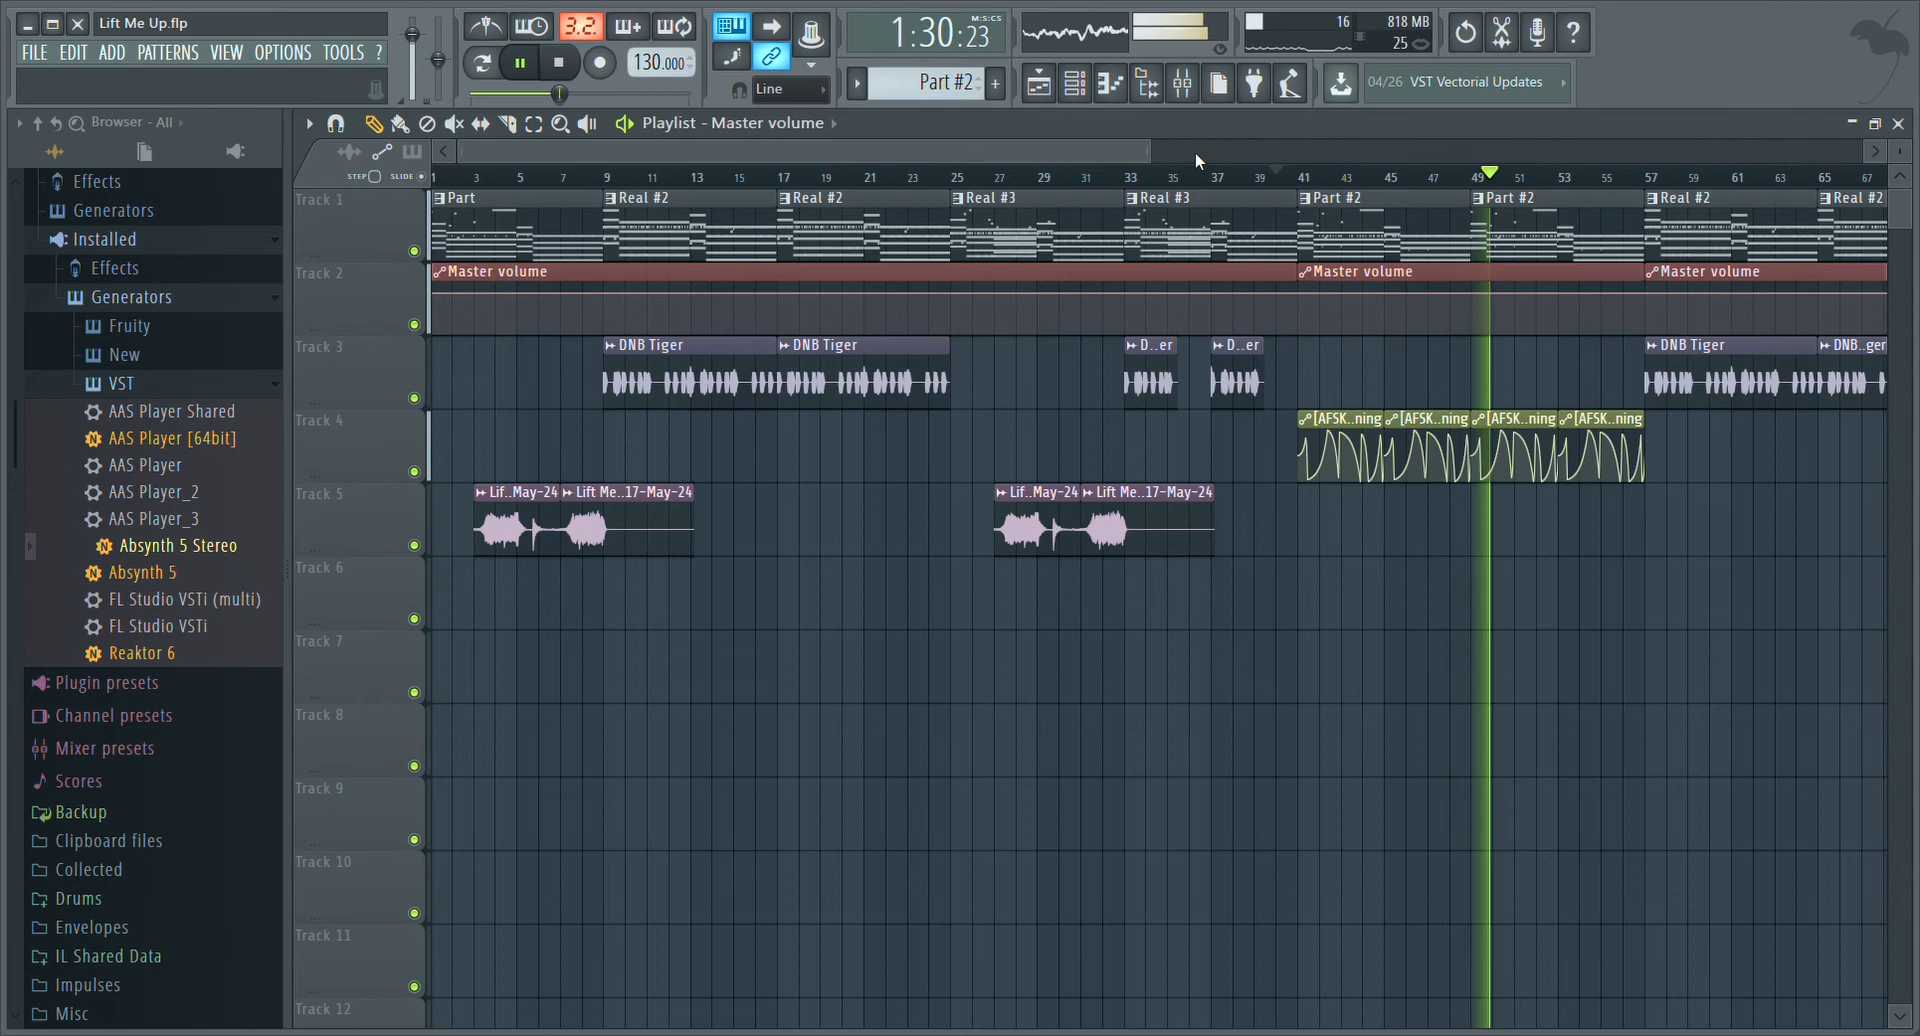 Lift Me Up.flp
FILE EDIT ADD PATTERNS VIEW OPTIONS TOOLS ?
3.2.
130.000
Line
1:30:23
M:S:CS
Part #2
+
16
818 MB
25
?
04/26 VST Vectorial Updates
Browser - All
Effects
Generators
Installed
Effects
Generators
Fruity
New
VST
AAS Player Shared
AAS Player [64bit]
AAS Player
AAS Player_2
AAS Player_3
Absynth 5 Stereo
Absynth 5
FL Studio VSTi (multi)
FL Studio VSTi
Reaktor 6
Plugin presets
Channel presets
Mixer presets
Scores
Backup
Clipboard files
Collected
Drums
Envelopes
IL Shared Data
Impulses
Misc
Playlist - Master volume
STEP SLIDE
1 3 5 7 9 11 13 15 17 19 21 23 25 27 29 31 33 35 37 39 41 43 45 47 49 51 53 55 57 59 61 63 65 67
Track 1
Part Real #2 Real #2 Real #3 Real #3 Part #2 Part #2 Real #2 Real #2
Track 2
Master volume Master volume Master volume
Track 3
DNB Tiger DNB Tiger D..er D..er DNB Tiger DNB..ger
Track 4
[AFSK..ning [AFSK..ning [AFSK..ning [AFSK..ning
Track 5
Lif..May-24 Lift Me..17-May-24 Lif..May-24 Lift Me..17-May-24
Track 6
Track 7
Track 8
Track 9
Track 10
Track 11
Track 12